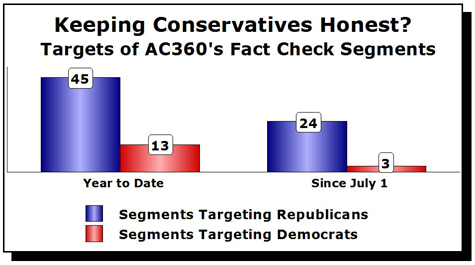 Keeping Conservatives Honest?
Targets of AC360's Fact Check Segments
45
13
24
3
Year to Date
Since July 1
Segments Targeting Republicans
Segments Targeting Democrats